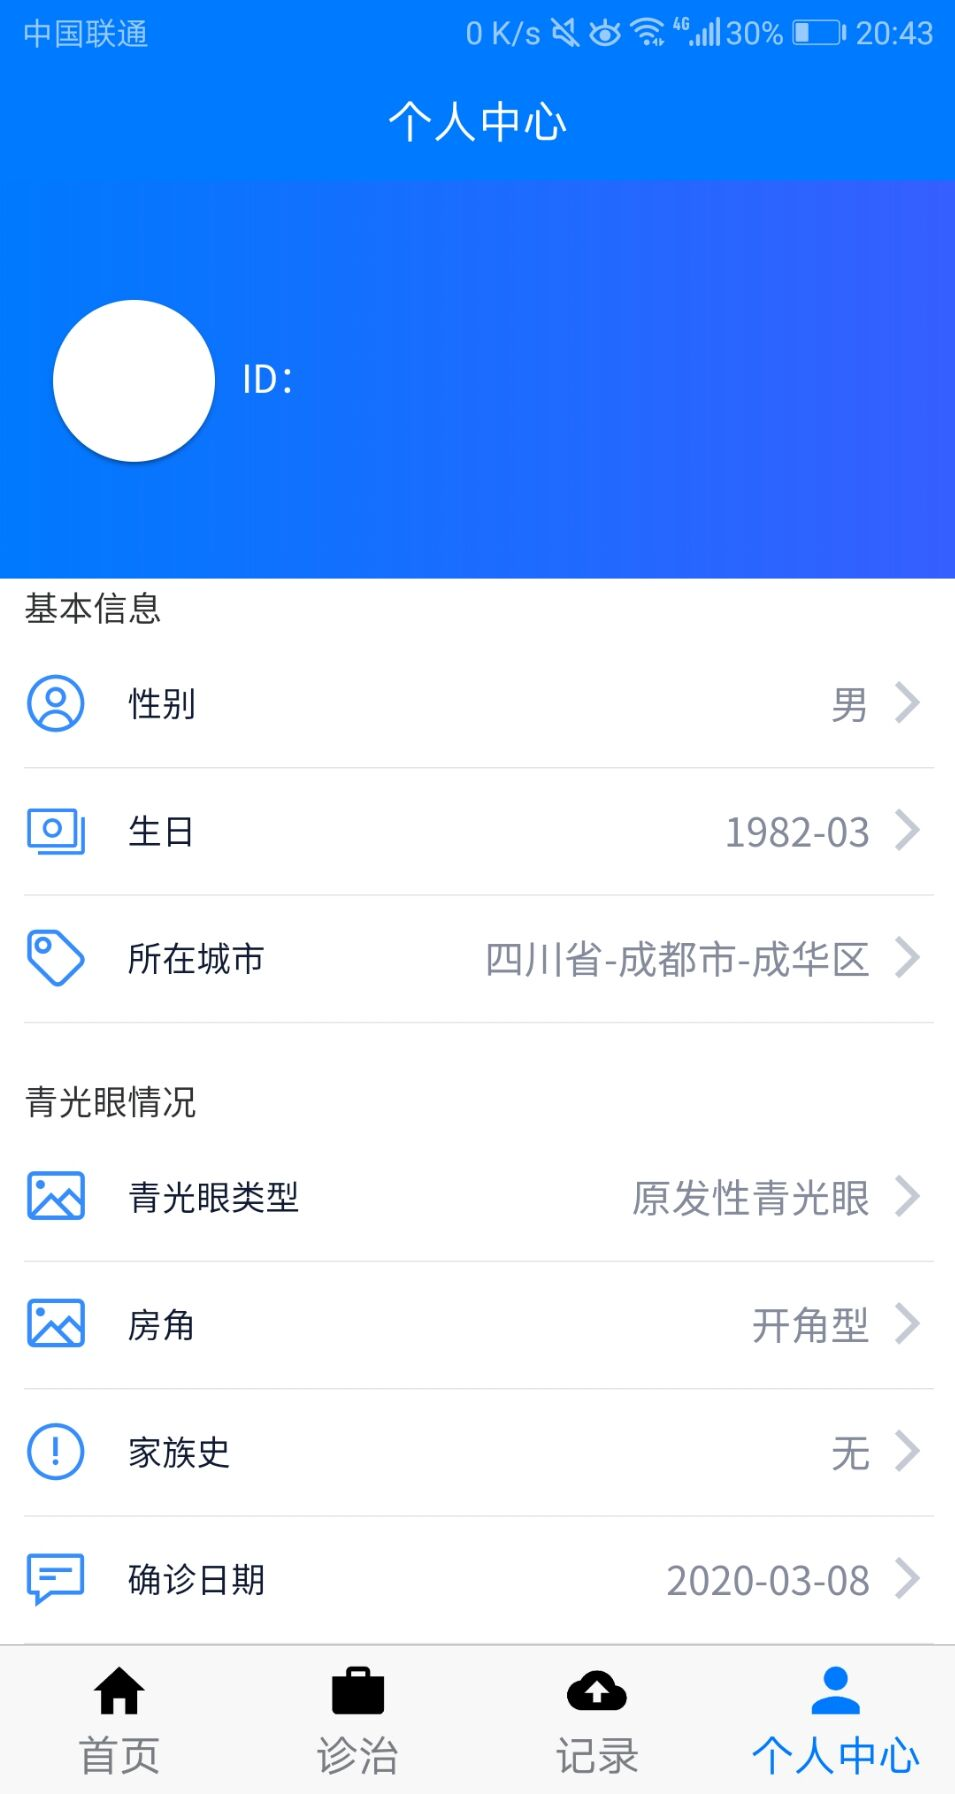 中国联通 0 K/s 4G 30% 20:43
个人中心
ID：
基本信息
性别 男
生日 1982-03
所在城市 四川省-成都市-成华区
青光眼情况
青光眼类型 原发性青光眼
房角 开角型
家族史 无
确诊日期 2020-03-08
首页 诊治 记录 个人中心